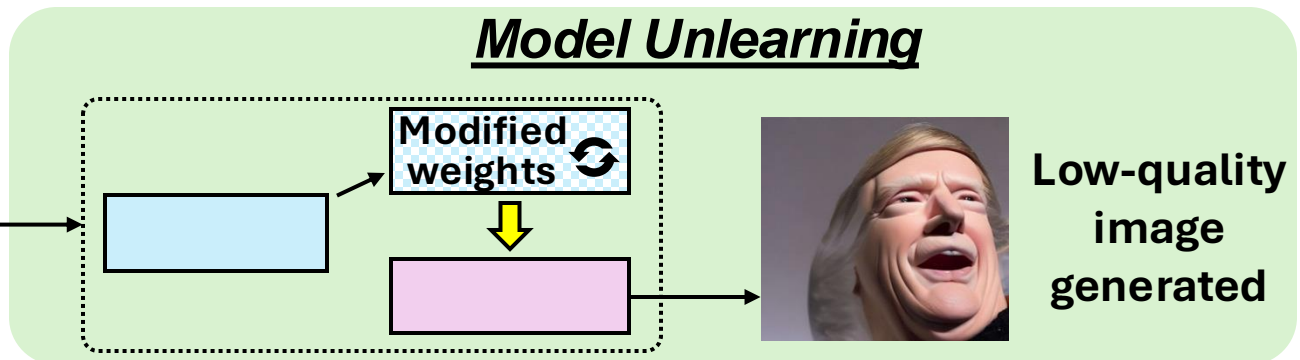 Model Unlearning
Modified
weights
Low-quality
image
generated